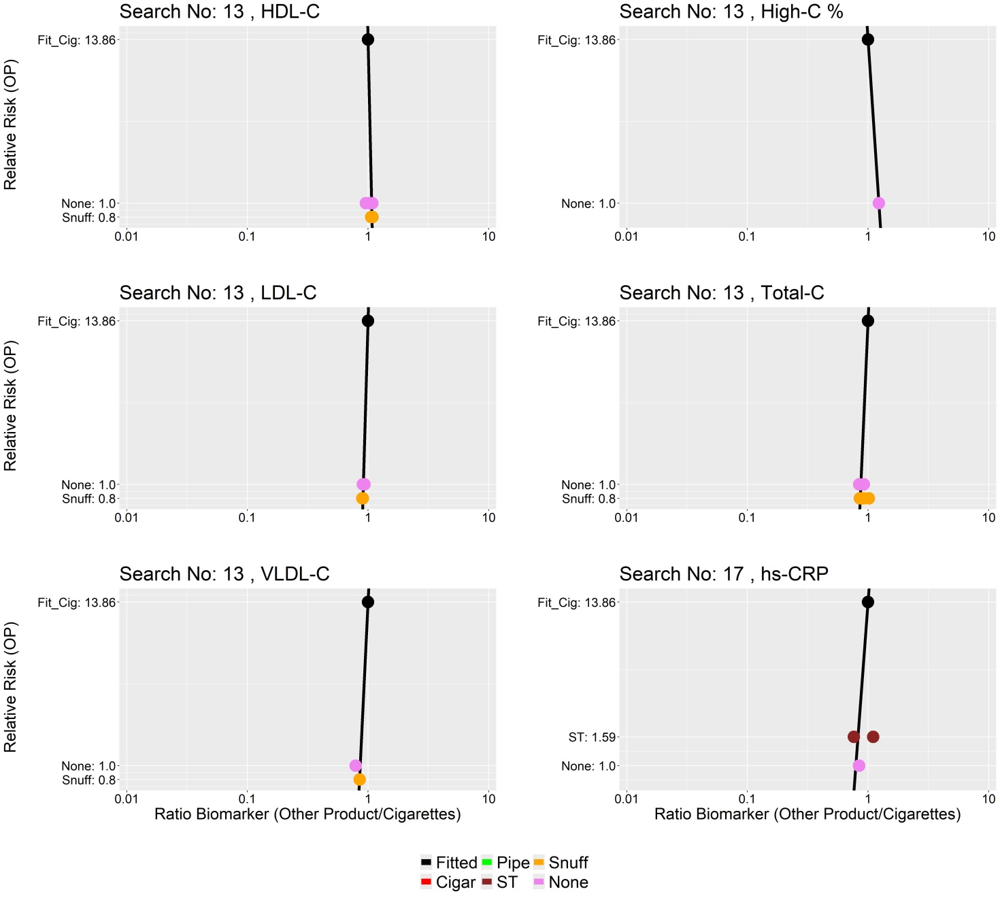 Search No: 13 , HDL-C
Relative Risk (OP)
Fit_Cig: 13.86
None: 1.0
Snuff: 0.8
0.01 0.1 1 10
Search No: 13 , High-C %
Fit_Cig: 13.86
None: 1.0
0.01 0.1 1 10
Search No: 13 , LDL-C
Relative Risk (OP)
Fit_Cig: 13.86
None: 1.0
Snuff: 0.8
0.01 0.1 1 10
Search No: 13 , Total-C
Fit_Cig: 13.86
None: 1.0
Snuff: 0.8
0.01 0.1 1 10
Search No: 13 , VLDL-C
Relative Risk (OP)
Fit_Cig: 13.86
None: 1.0
Snuff: 0.8
0.01 0.1 1 10
Ratio Biomarker (Other Product/Cigarettes)
Search No: 17 , hs-CRP
Fit_Cig: 13.86
ST: 1.59
None: 1.0
0.01 0.1 1 10
Ratio Biomarker (Other Product/Cigarettes)
Fitted Pipe Snuff
Cigar ST None